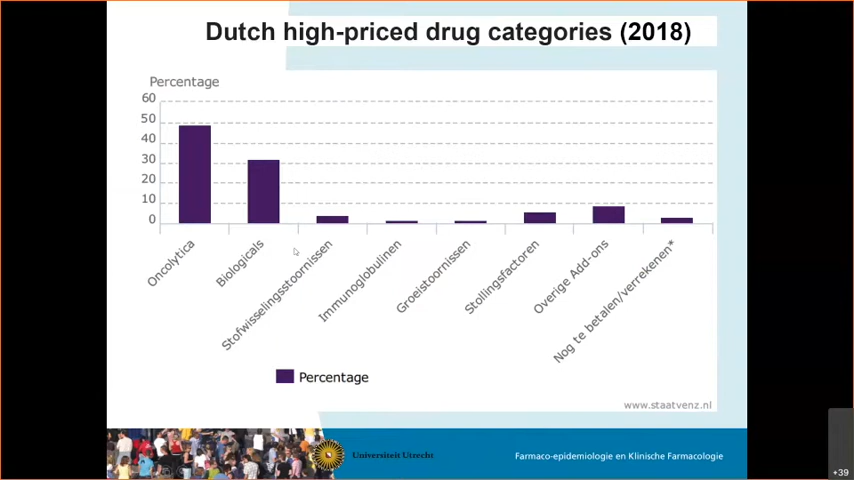 Dutch high-priced drug categories (2018)
Percentage
60
50
40
30
20
10
0
Oncolytica
Biologicals
Stofwisselingsstoornissen
Immunoglobulinen
Groeistoornissen
Stollingsfactoren
Overige Add-ons
Nog te betalen/verrekenen*
Percentage
www.staatvenz.nl
Universiteit Utrecht
Farmaco-epidemiologie en Klinische Farmacologie
+39